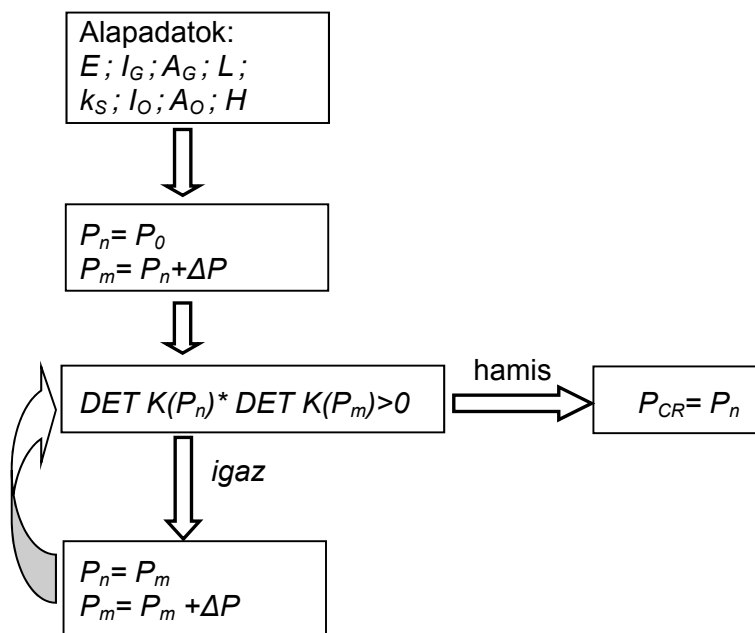 Alapadatok:
E ; I_G ; A_G ; L ;
k_S ; I_O ; A_O ; H
P_n= P_0
P_m= P_n+ΔP
DET K(P_n)* DET K(P_m)>0
hamis
P_CR= P_n
igaz
P_n= P_m
P_m= P_m +ΔP